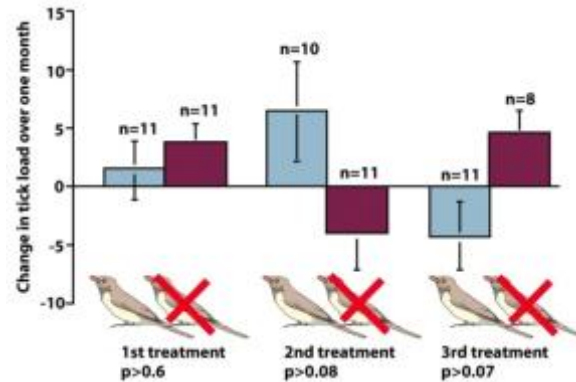 Change in tick load over one month
15
10
5
0
-5
-10
n=11
n=11
n=10
n=11
n=11
n=8
1st treatment
p>0.6
2nd treatment
p>0.08
3rd treatment
p>0.07